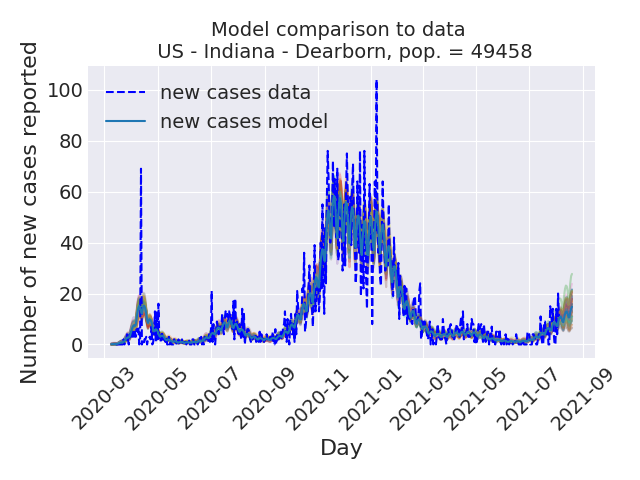 Model comparison to data
US - Indiana - Dearborn, pop. = 49458
Number of new cases reported
100
80
60
40
20
0
new cases data
new cases model
2020-03
2020-05
2020-07
2020-09
2020-11
2021-01
2021-03
2021-05
2021-07
2021-09
Day